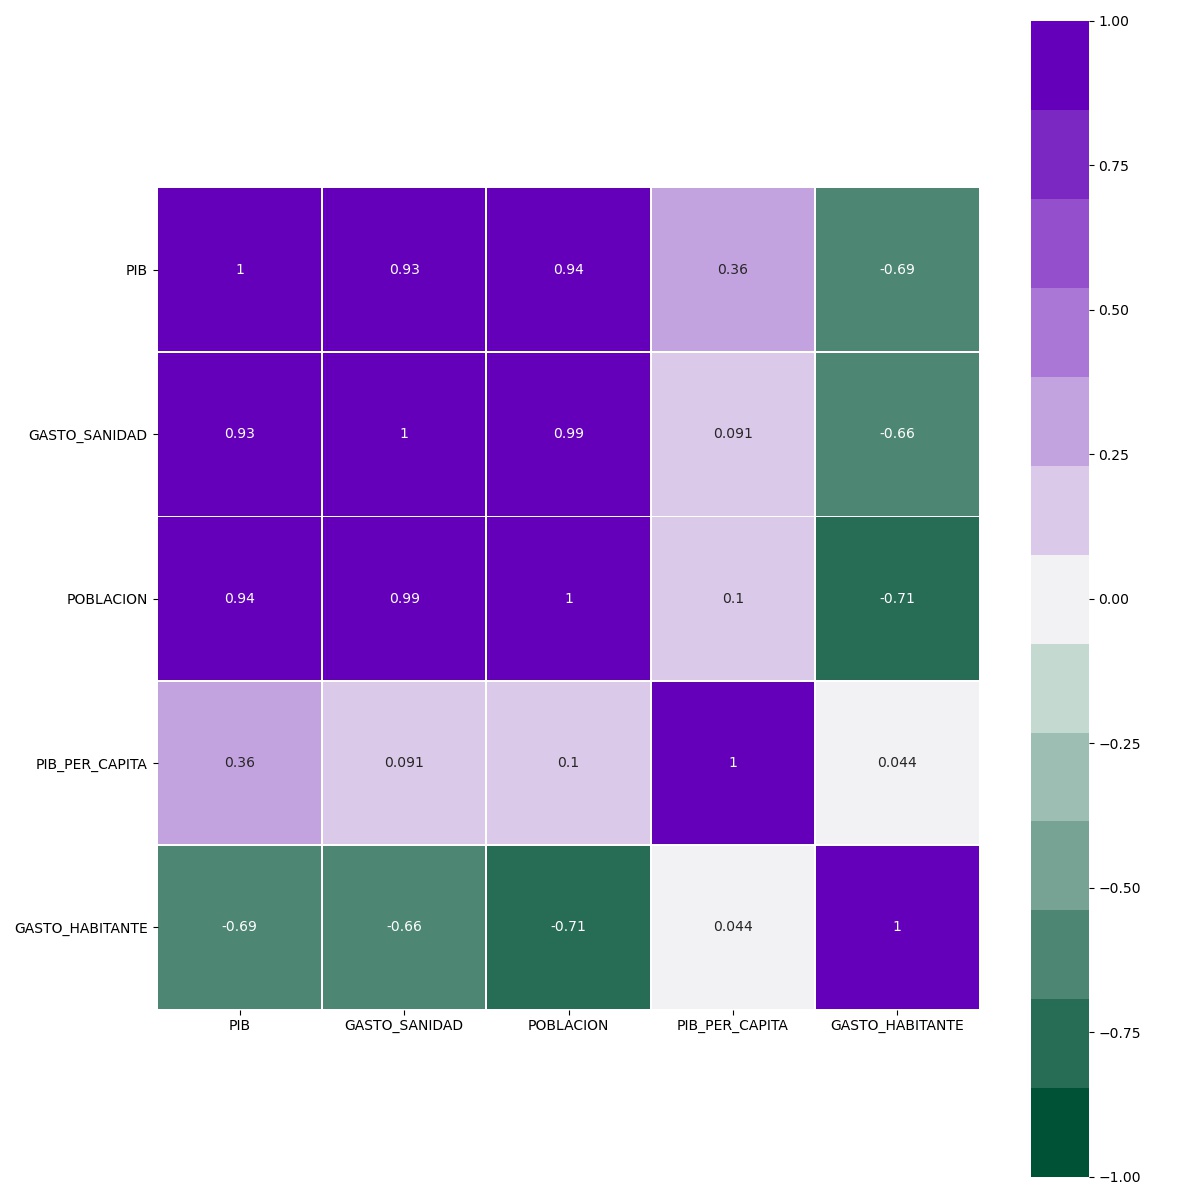 PIB 1 0.93 0.94 0.36 -0.69
GASTO_SANIDAD 0.93 1 0.99 0.091 -0.66
POBLACION 0.94 0.99 1 0.1 -0.71
PIB_PER_CAPITA 0.36 0.091 0.1 1 0.044
GASTO_HABITANTE -0.69 -0.66 -0.71 0.044 1
PIB GASTO_SANIDAD POBLACION PIB_PER_CAPITA GASTO_HABITANTE
1.00
0.75
0.50
0.25
0.00
−0.25
−0.50
−0.75
−1.00